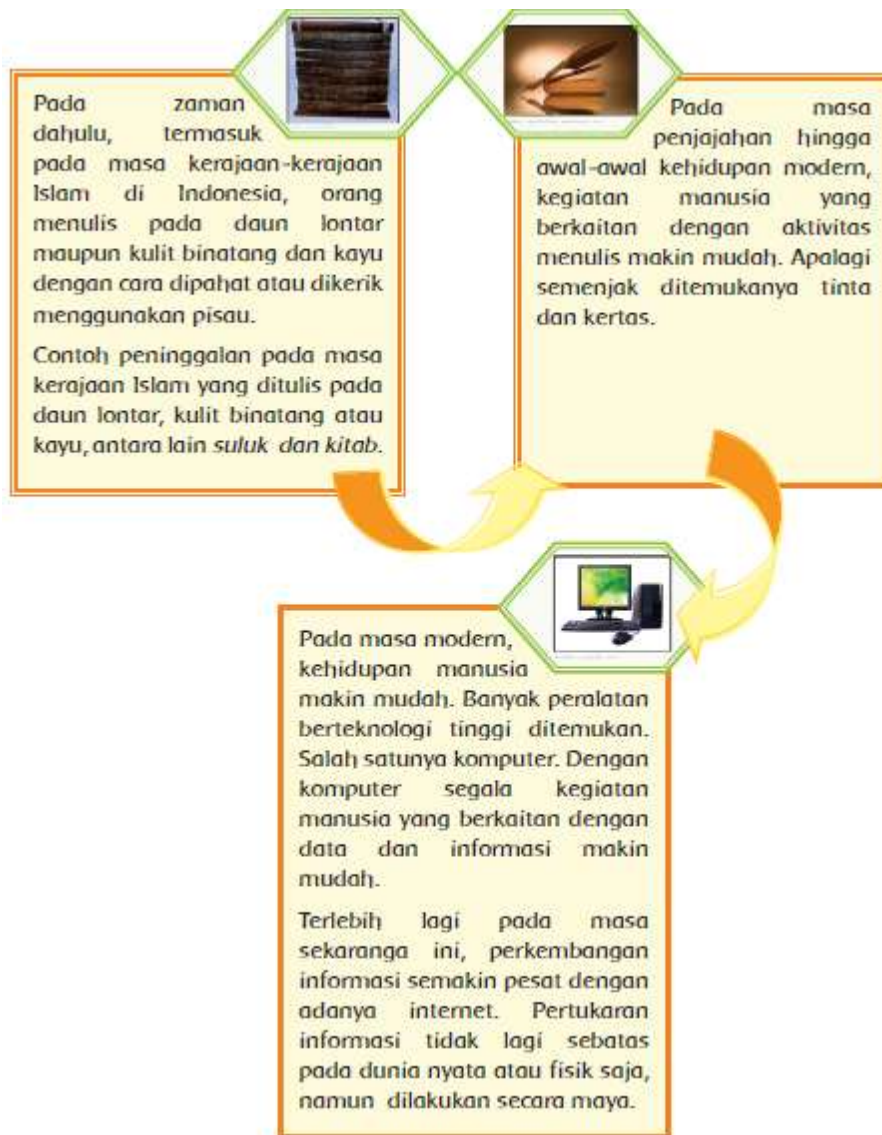 Pada zaman
dahulu, termasuk
pada masa kerajaan-kerajaan
Islam di Indonesia, orang
menulis pada daun lontar
maupun kulit binatang dan kayu
dengan cara dipahat atau dikerik
menggunakan pisau.
Contoh peninggalan pada masa
kerajaan Islam yang ditulis pada
daun lontar, kulit binatang atau
kayu, antara lain suluk dan kitab.
Pada masa
penjajahan hingga
awal-awal kehidupan modern,
kegiatan manusia yang
berkaitan dengan aktivitas
menulis makin mudah. Apalagi
semenjak ditemukanya tinta
dan kertas.
Pada masa modern,
kehidupan manusia
makin mudah. Banyak peralatan
berteknologi tinggi ditemukan.
Salah satunya komputer. Dengan
komputer segala kegiatan
manusia yang berkaitan dengan
data dan informasi makin
mudah.
Terlebih lagi pada masa
sekaranga ini, perkembangan
informasi semakin pesat dengan
adanya internet. Pertukaran
informasi tidak lagi sebatas
pada dunia nyata atau fisik saja,
namun dilakukan secara maya.